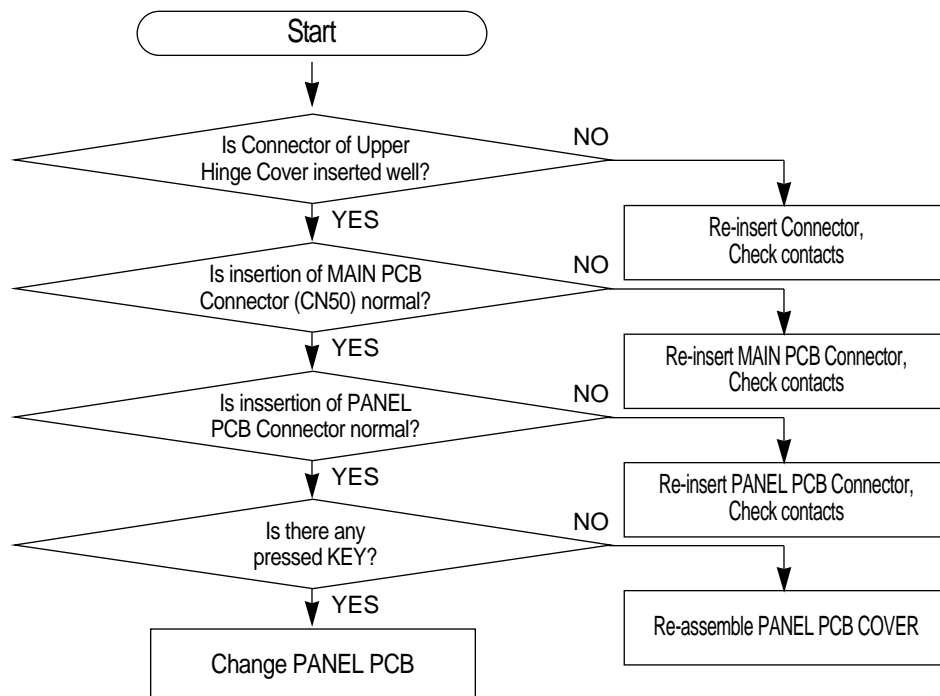 Start
Is Connector of Upper
Hinge Cover inserted well?
NO
Re-insert Connector,
Check contacts
YES
Is insertion of MAIN PCB
Connector (CN50) normal?
NO
Re-insert MAIN PCB Connector,
Check contacts
YES
Is inssertion of PANEL
PCB Connector normal?
NO
Re-insert PANEL PCB Connector,
Check contacts
YES
Is there any
pressed KEY?
NO
Re-assemble PANEL PCB COVER
YES
Change PANEL PCB